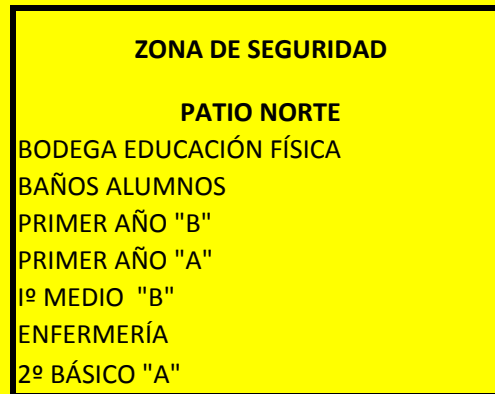 ZONA DE SEGURIDAD
PATIO NORTE
BODEGA EDUCACIÓN FÍSICA
BAÑOS ALUMNOS
PRIMER AÑO "B"
PRIMER AÑO "A"
Iº MEDIO "B"
ENFERMERÍA
2º BÁSICO "A"